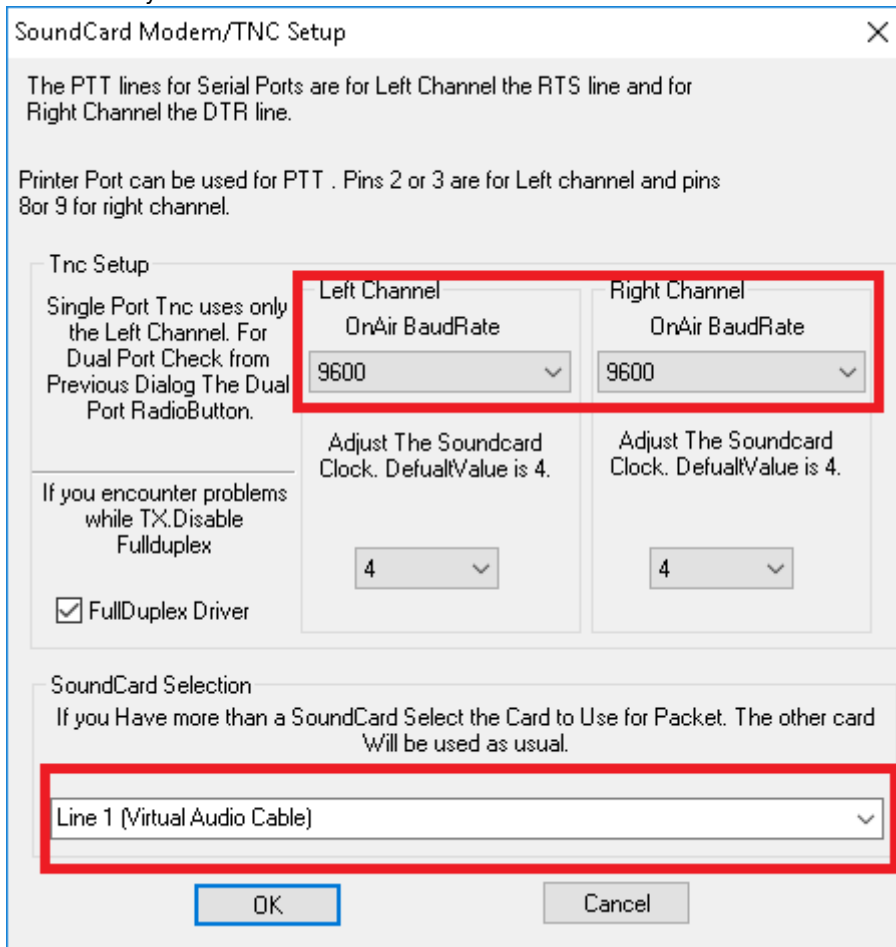 SoundCard Modem/TNC Setup
The PTT lines for Serial Ports are for Left Channel the RTS line and for
Right Channel the DTR line.
Printer Port can be used for PTT . Pins 2 or 3 are for Left channel and pins
8or 9 for right channel.
Tnc Setup
Single Port Tnc uses only
the Left Channel. For
Dual Port Check from
Previous Dialog The Dual
Port RadioButton.
If you encounter problems
while TX.Disable
Fullduplex
FullDuplex Driver
Left Channel
OnAir BaudRate
9600
Adjust The Soundcard
Clock. DefualtValue is 4.
4
Right Channel
OnAir BaudRate
9600
Adjust The Soundcard
Clock. DefualtValue is 4.
4
SoundCard Selection
If you Have more than a SoundCard Select the Card to Use for Packet. The other card
Will be used as usual.
Line 1 (Virtual Audio Cable)
OK
Cancel